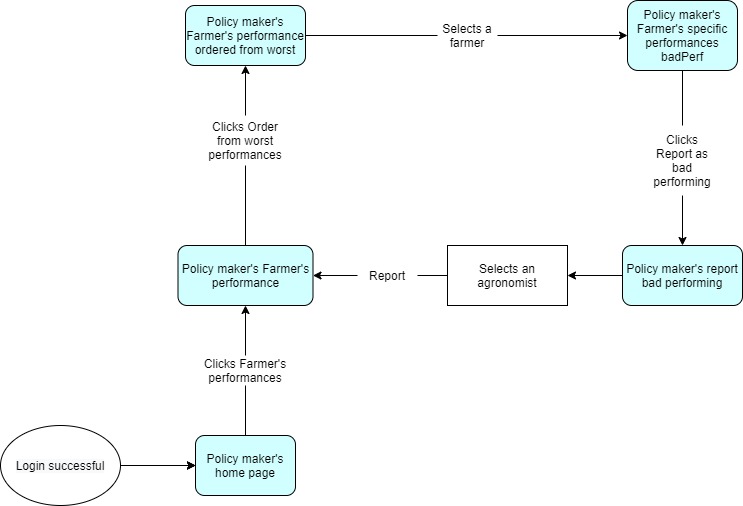 Policy maker's
Farmer's performance
ordered from worst
Selects a
farmer
Policy maker's
Farmer's specific
performances
badPerf
Clicks Order
from worst
performances
Clicks
Report as
bad
performing
Policy maker's Farmer's
performance
Report
Selects an
agronomist
Policy maker's report
bad performing
Clicks Farmer's
performances
Login successful
Policy maker's
home page